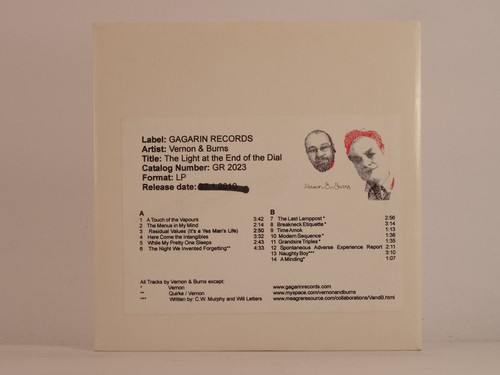 Label: GAGARIN RECORDS
Artist: Vernon & Burns
Title: The Light at the End of the Dial
Catalog Number: GR 2023
Format: LP
Release date:
Vernon & Burns
A
1 A Touch of the Vapours 3:42
2 The Menus in My Mind 2:14
3 Residual Values (It's a Yes Man's Life) 2:50
4 Here Come the Intangibles 3:32
5 While My Pretty One Sleeps 2:43
6 The Night We Invented Forgetting** 4:33
B
7 The Last Lamppost * 2:56
8 Breakneck Etiquette * 3:14
9 Time Amok 1:13
10 Modern Sequence * 1:38
11 Grandsire Triples * 1:35
12 Spontaneous Adverse Experience Report 2:11
13 Naughty Boy*** 3:10
14 A Minding* 1:07
All Tracks by Vernon & Burns except:
* Vernon
** Quirke / Vernon
*** Written by: C.W. Murphy and Will Letters
www.gagarinrecords.com
www.myspace.com/vernonandburns
www.meagreresource.com/collaborations/VandB.html